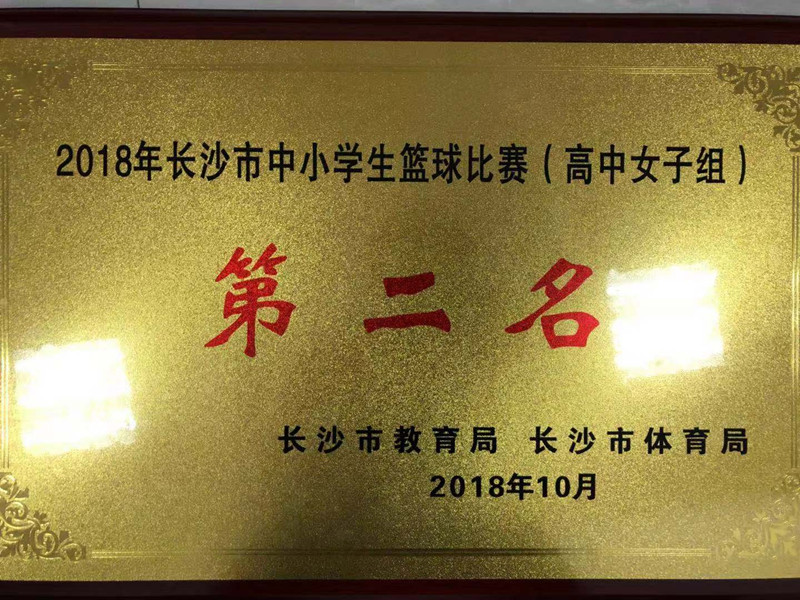 2018年长沙市中小学生篮球比赛（高中女子组）
第二名
长沙市教育局 长沙市体育局
2018年10月